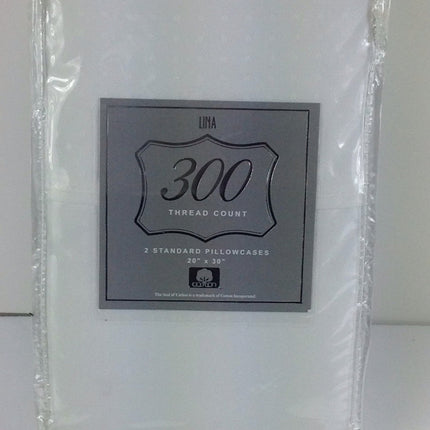 LINA
300
THREAD COUNT
2 STANDARD PILLOWCASES
20" x 30"
COTTON
The Seal of Cotton is a trademark of Cotton Incorporated.